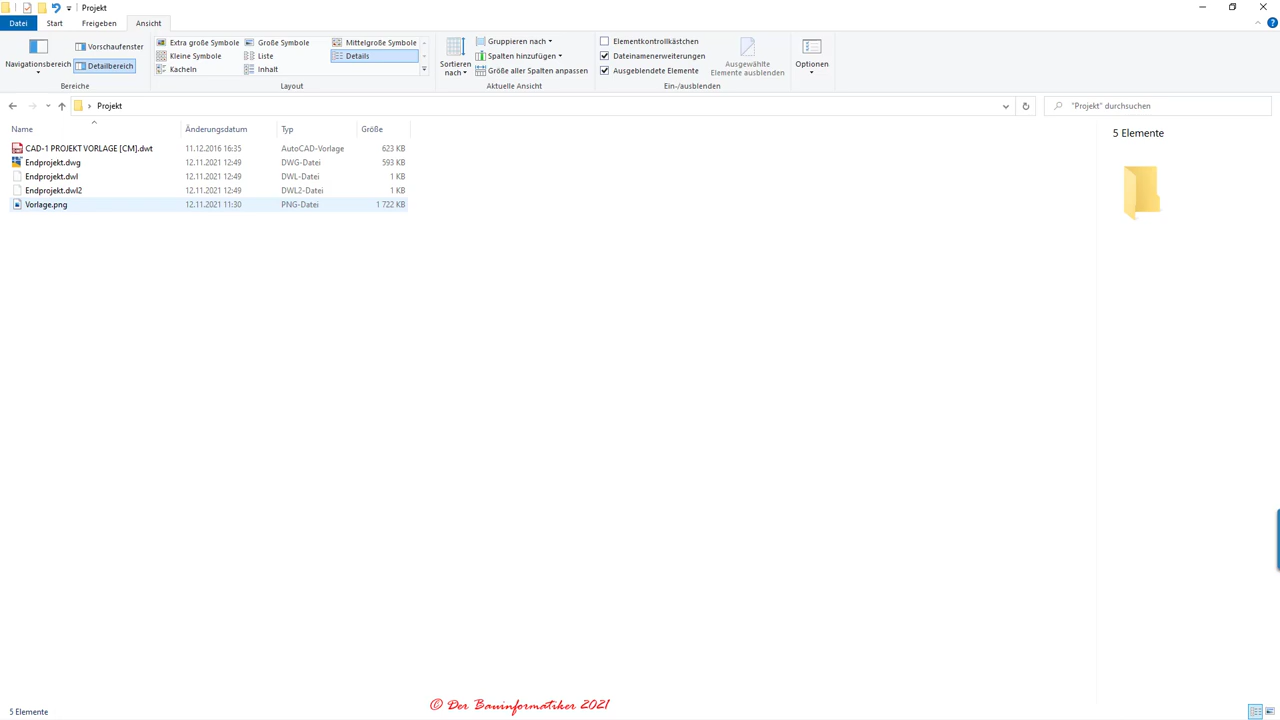 Projekt
Datei Start Freigeben Ansicht
Navigationsbereich
Vorschaufenster
Detailbereich
Bereiche
Extra große Symbole Große Symbole Mittelgroße Symbole
Kleine Symbole Liste Details
Kacheln Inhalt
Layout
Sortieren nach
Gruppieren nach
Spalten hinzufügen
Größe aller Spalten anpassen
Aktuelle Ansicht
Elementkontrollkästchen
Dateinamenerweiterungen
Ausgeblendete Elemente
Ausgewählte
Elemente ausblenden
Ein-/ausblenden
Optionen
Projekt
"Projekt" durchsuchen
Name Änderungsdatum Typ Größe
CAD-1 PROJEKT VORLAGE [CM].dwt 11.12.2016 16:35 AutoCAD-Vorlage 623 KB
Endprojekt.dwg 12.11.2021 12:49 DWG-Datei 593 KB
Endprojekt.dwl 12.11.2021 12:49 DWL-Datei 1 KB
Endprojekt.dwl2 12.11.2021 12:49 DWL2-Datei 1 KB
Vorlage.png 12.11.2021 11:30 PNG-Datei 1 722 KB
5 Elemente
© Der Bauinformatiker 2021
5 Elemente